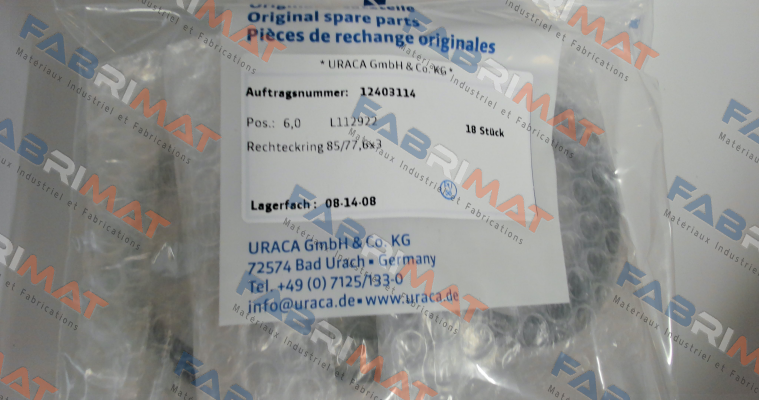 Original spare parts
Pièces de rechange originales
* URACA GmbH & Co. KG *
Auftragsnummer: 12403114
Pos.: 6,0 L112922 18 Stück
Rechteckring 85/77,6x3
Lagerfach: 08-14-08
URACA GmbH & Co. KG
72574 Bad Urach • Germany
Tel. +49 (0) 7125/133-0
info@uraca.de • www.uraca.de
FABRIMAT
Matériaux Industriel et Fabrications